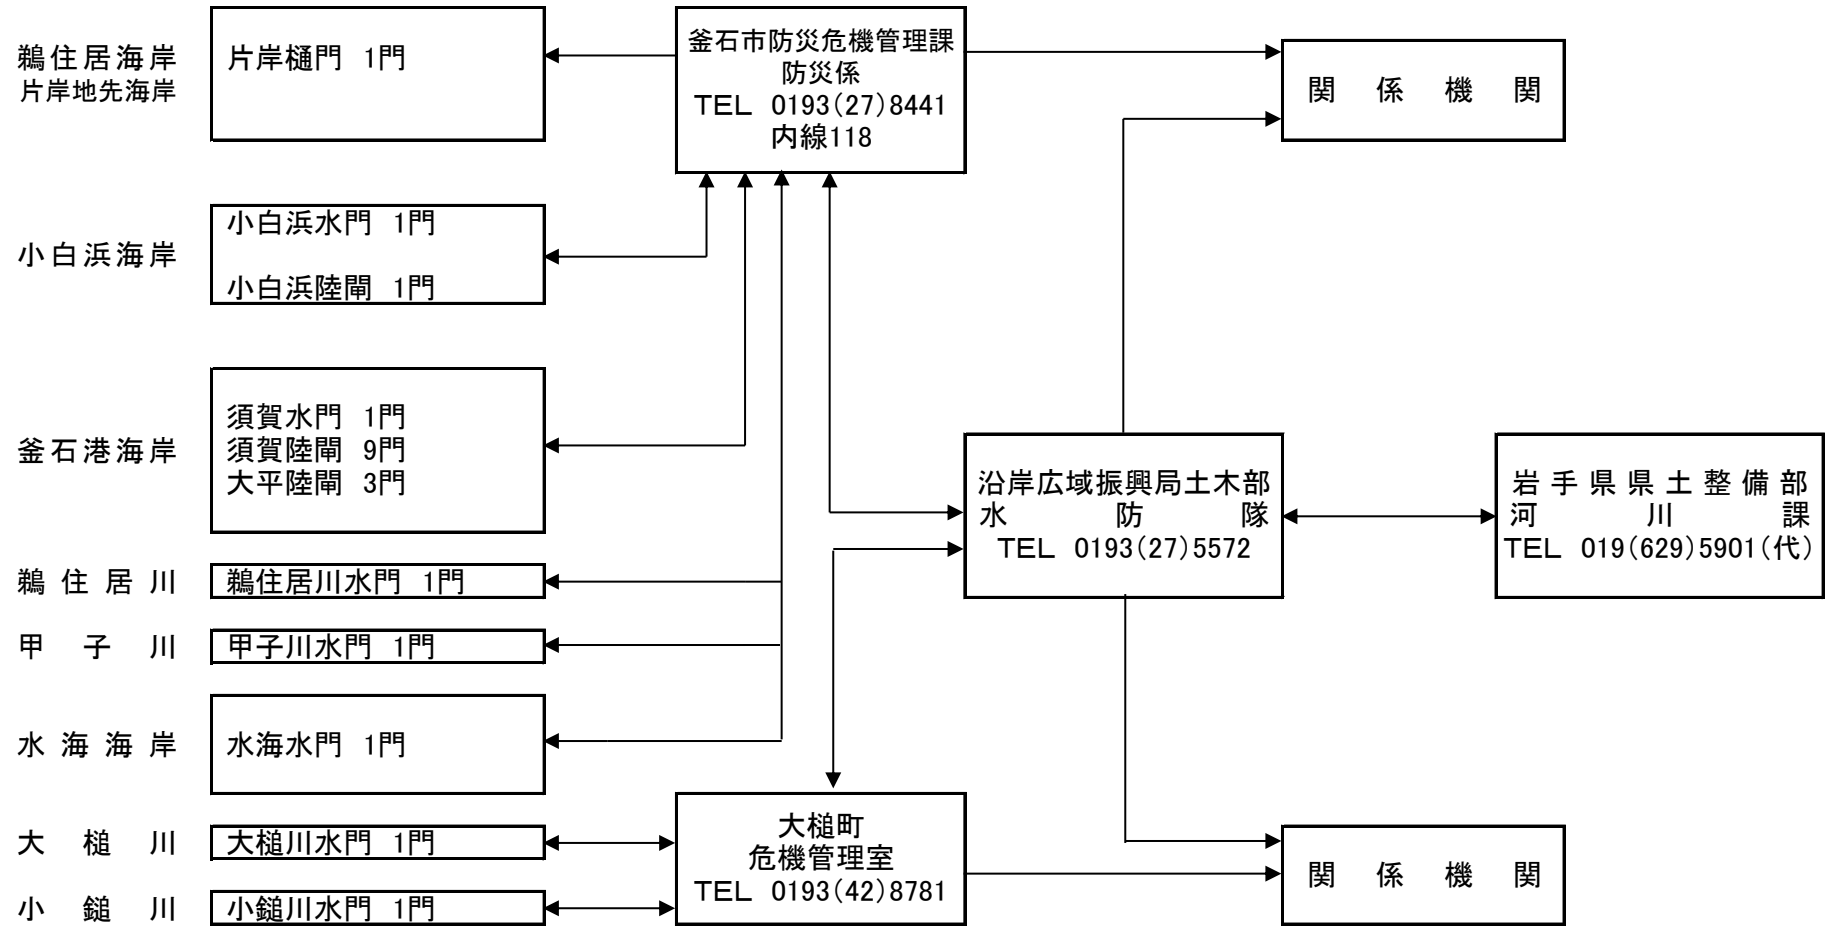 鵜住居海岸
片岸地先海岸
片岸樋門 1門
釜石市防災危機管理課
防災係
TEL 0193(27)8441
内線118
関係機関
小白浜海岸
小白浜水門 1門
小白浜陸閘 1門
釜石港海岸
須賀水門 1門
須賀陸閘 9門
大平陸閘 3門
沿岸広域振興局土木部
水防隊
TEL 0193(27)5572
岩手県県土整備部
河川課
TEL 019(629)5901(代)
鵜住居川
鵜住居川水門 1門
甲子川
甲子川水門 1門
水海海岸
水海水門 1門
大槌川
大槌川水門 1門
大槌町
危機管理室
TEL 0193(42)8781
関係機関
小鎚川
小鎚川水門 1門